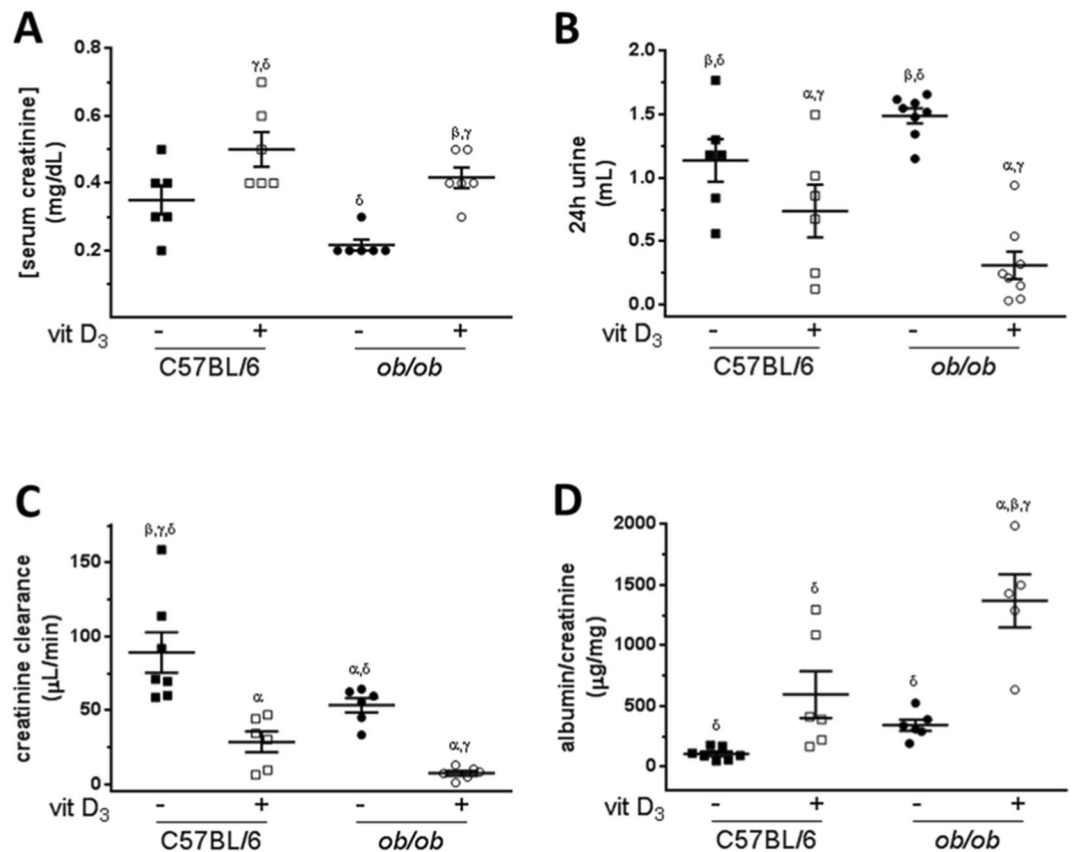 A
[serum creatinine]
(mg/dL)
0.8
0.6
0.4
0.2
γ,δ
δ
β,γ
vit D3
-
+
-
+
C57BL/6
ob/ob
B
24h urine
(mL)
2.0
1.5
1.0
0.5
0.0
β,δ
α,γ
β,δ
α,γ
vit D3
-
+
-
+
C57BL/6
ob/ob
C
creatinine clearance
(μL/min)
150
100
50
0
β,γ,δ
α
α,δ
α,γ
vit D3
-
+
-
+
C57BL/6
ob/ob
D
albumin/creatinine
(μg/mg)
2000
1500
1000
500
0
δ
δ
δ
α,β,γ
vit D3
-
+
-
+
C57BL/6
ob/ob